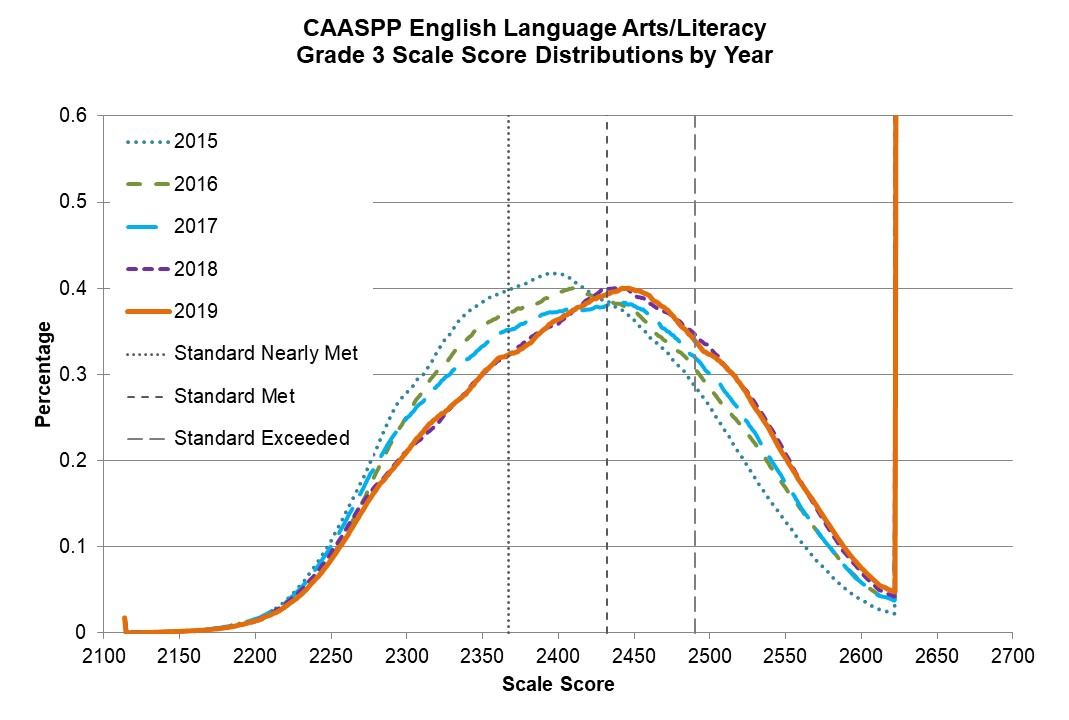 CAASPP English Language Arts/Literacy
Grade 3 Scale Score Distributions by Year
0.6
0.5
0.4
0.3
0.2
0.1
0
Percentage
2015
2016
2017
2018
2019
Standard Nearly Met
Standard Met
Standard Exceeded
2100 2150 2200 2250 2300 2350 2400 2450 2500 2550 2600 2650 2700
Scale Score